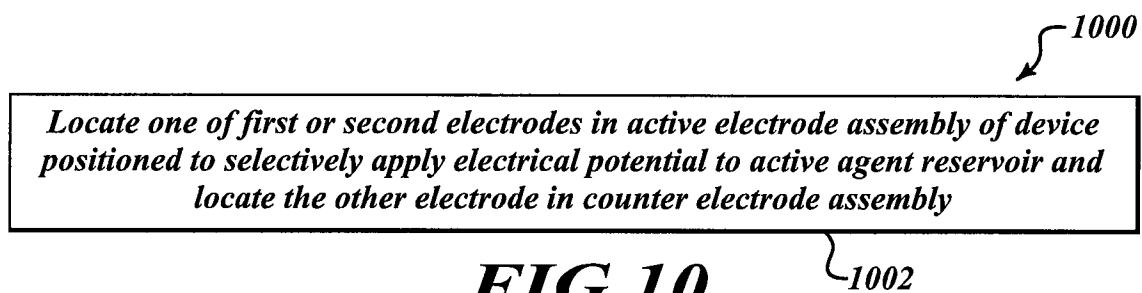 1000
Locate one of first or second electrodes in active electrode assembly of device
positioned to selectively apply electrical potential to active agent reservoir and
locate the other electrode in counter electrode assembly
1002
FIG.10